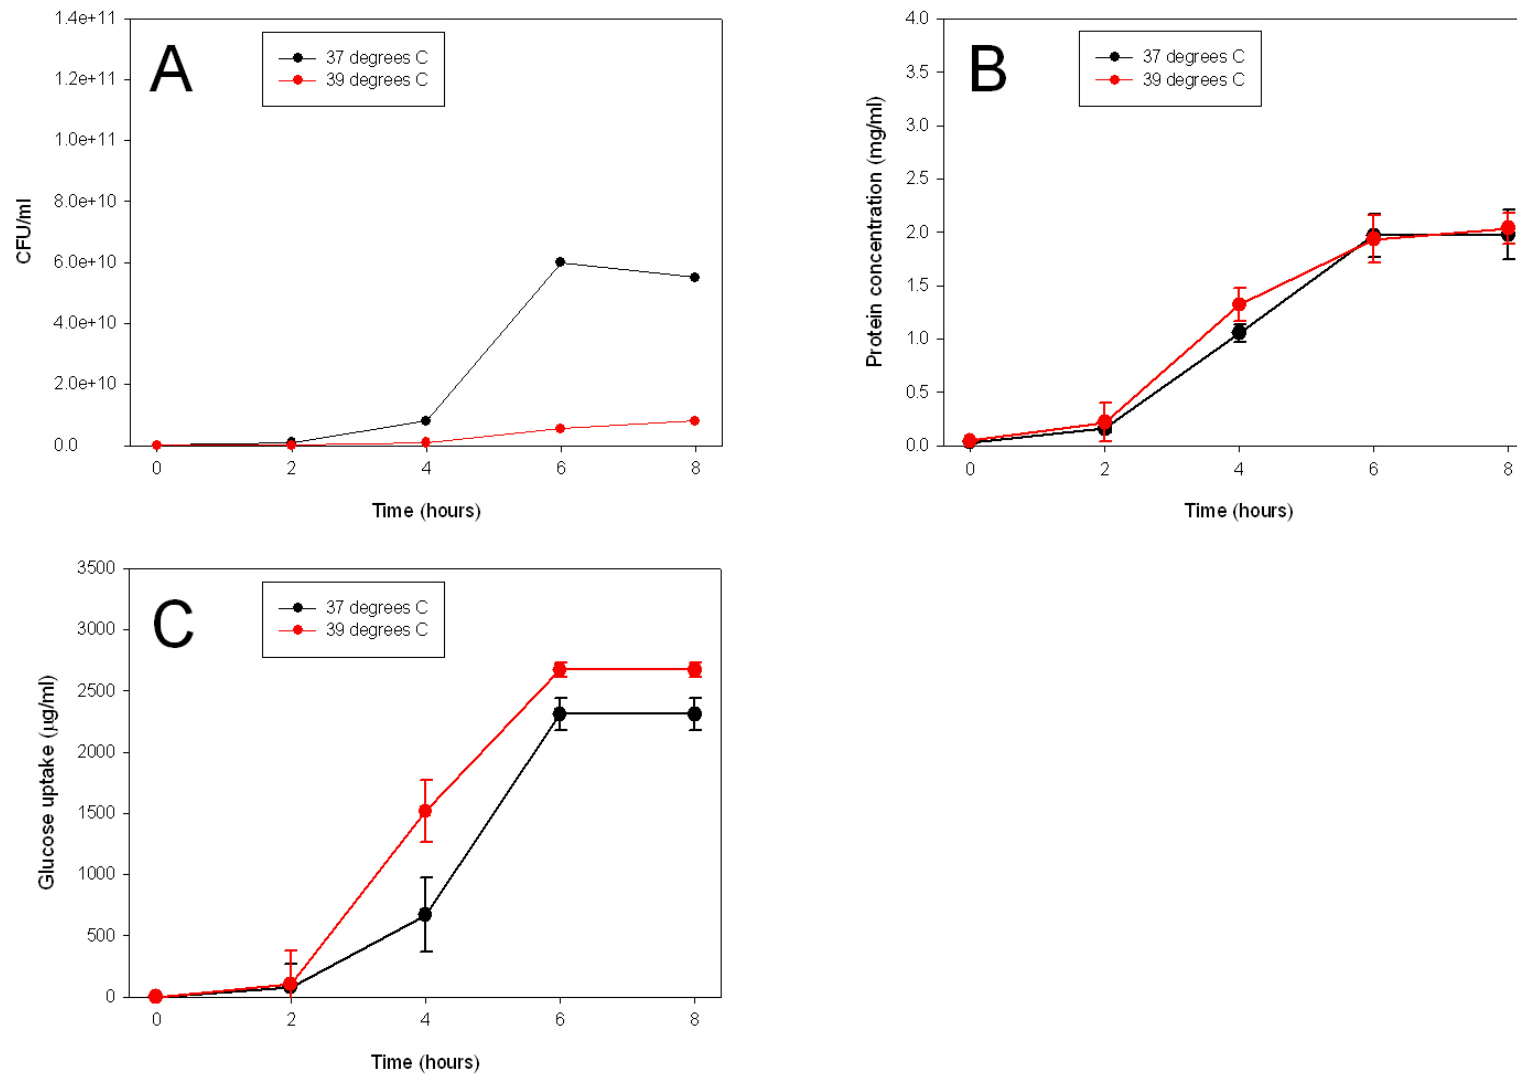 A
37 degrees C
39 degrees C
1.4e+11
1.2e+11
1.0e+11
8.0e+10
6.0e+10
4.0e+10
2.0e+10
0.0
CFU/ml
0 2 4 6 8
Time (hours)
B
37 degrees C
39 degrees C
4.0
3.5
3.0
2.5
2.0
1.5
1.0
0.5
0.0
Protein concentration (mg/ml)
0 2 4 6 8
Time (hours)
C
37 degrees C
39 degrees C
3500
3000
2500
2000
1500
1000
500
0
Glucose uptake (µg/ml)
0 2 4 6 8
Time (hours)